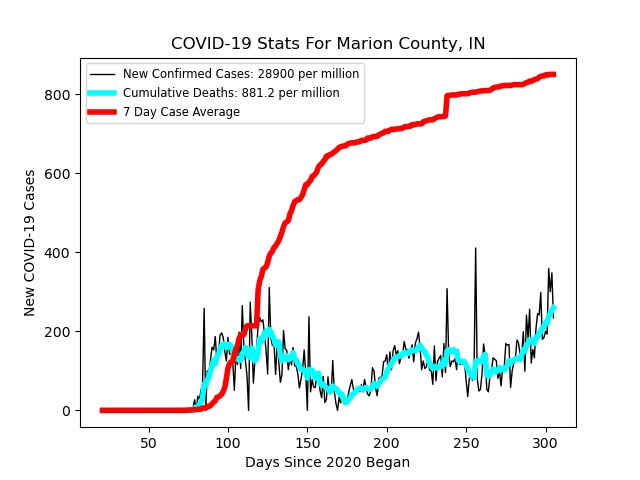 COVID-19 Stats For Marion County, IN
New Confirmed Cases: 28900 per million
Cumulative Deaths: 881.2 per million
7 Day Case Average
New COVID-19 Cases
800
600
400
200
0
50 100 150 200 250 300
Days Since 2020 Began